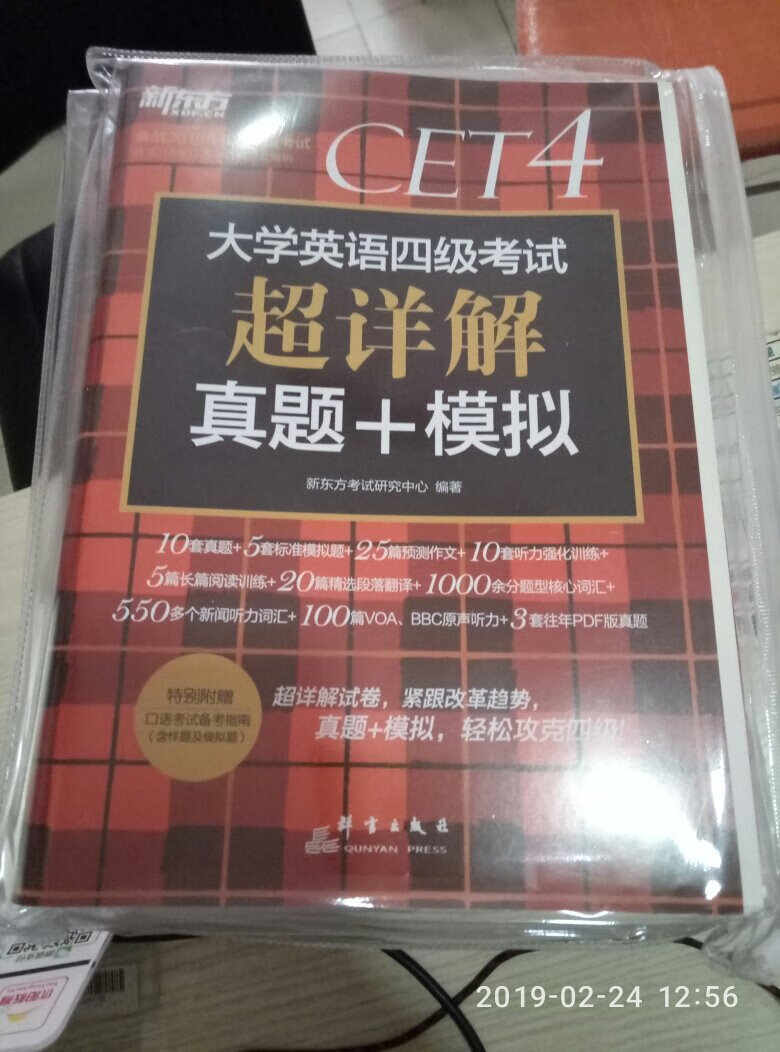 新东方
XDF.CN
CET4
大学英语四级考试
超详解
真题+模拟
新东方考试研究中心 编著
10套真题+5套标准模拟题+25篇预测作文+10套听力强化训练+
5篇长篇阅读训练+20篇精选段落翻译+1000余分题型核心词汇+
550多个新闻听力词汇+100篇VOA、BBC原声听力+3套往年PDF版真题
特别附赠
口语考试备考指南
(含样题及模拟题)
超详解试卷，紧跟改革趋势，
真题+模拟，轻松攻克四级!
群言出版社
QUNYAN PRESS
2019-02-24 12:56